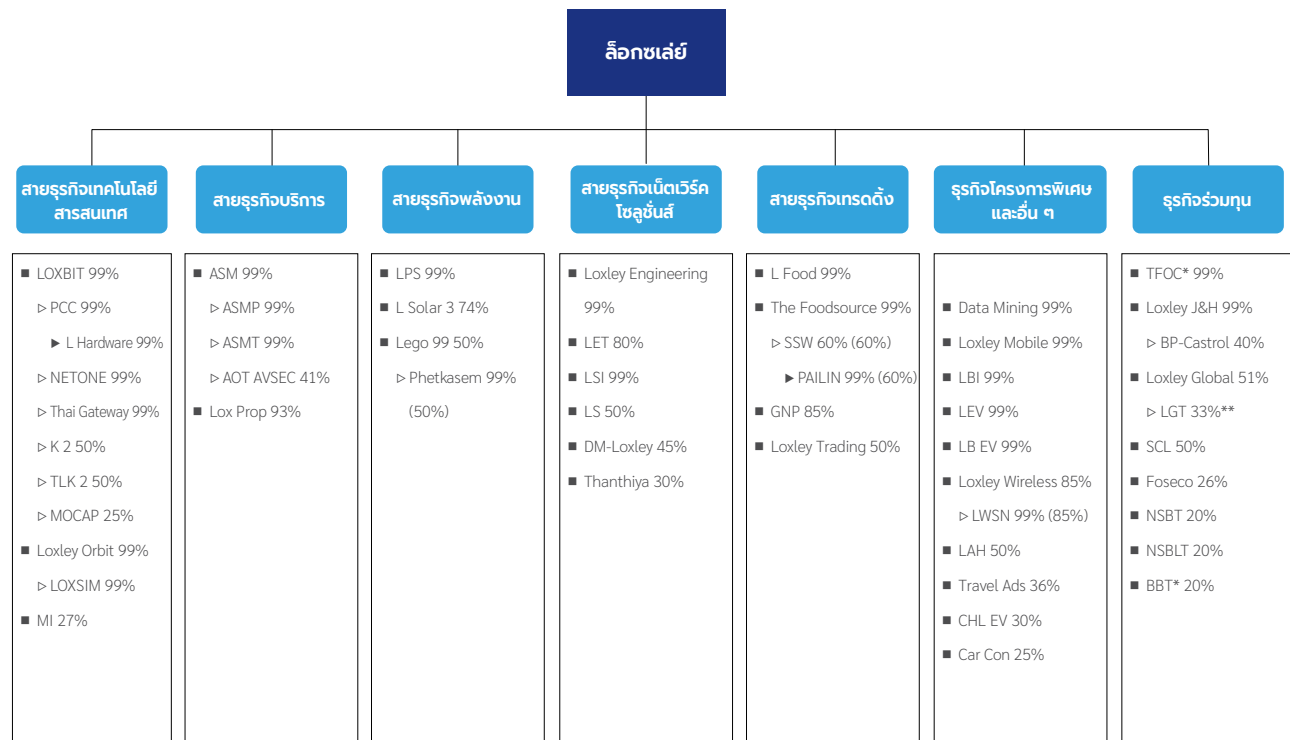 ล็อกซเล่ย์
สายธุรกิจเทคโนโลยี
สารสนเทศ
LOXBIT 99%
PCC 99%
L Hardware 99%
NETONE 99%
Thai Gateway 99%
K 2 50%
TLK 2 50%
MOCAP 25%
Loxley Orbit 99%
LOXSIM 99%
MI 27%
สายธุรกิจบริการ
ASM 99%
ASMP 99%
ASMT 99%
AOT AVSEC 41%
Lox Prop 93%
สายธุรกิจพลังงาน
LPS 99%
L Solar 3 74%
Lego 99 50%
Phetkasem 99%
(50%)
สายธุรกิจเน็ตเวิร์ค
โซลูชั่นส์
Loxley Engineering
99%
LET 80%
LSI 99%
LS 50%
DM-Loxley 45%
Thanthiya 30%
สายธุรกิจเทรดดิ้ง
L Food 99%
The Foodsource 99%
SSW 60% (60%)
PAILIN 99% (60%)
GNP 85%
Loxley Trading 50%
ธุรกิจโครงการพิเศษ
และอื่น ๆ
Data Mining 99%
Loxley Mobile 99%
LBI 99%
LEV 99%
LB EV 99%
Loxley Wireless 85%
LWSN 99% (85%)
LAH 50%
Travel Ads 36%
CHL EV 30%
Car Con 25%
ธุรกิจร่วมทุน
TFOC* 99%
Loxley J&H 99%
BP-Castrol 40%
Loxley Global 51%
LGT 33%**
SCL 50%
Foseco 26%
NSBT 20%
NSBLT 20%
BBT* 20%